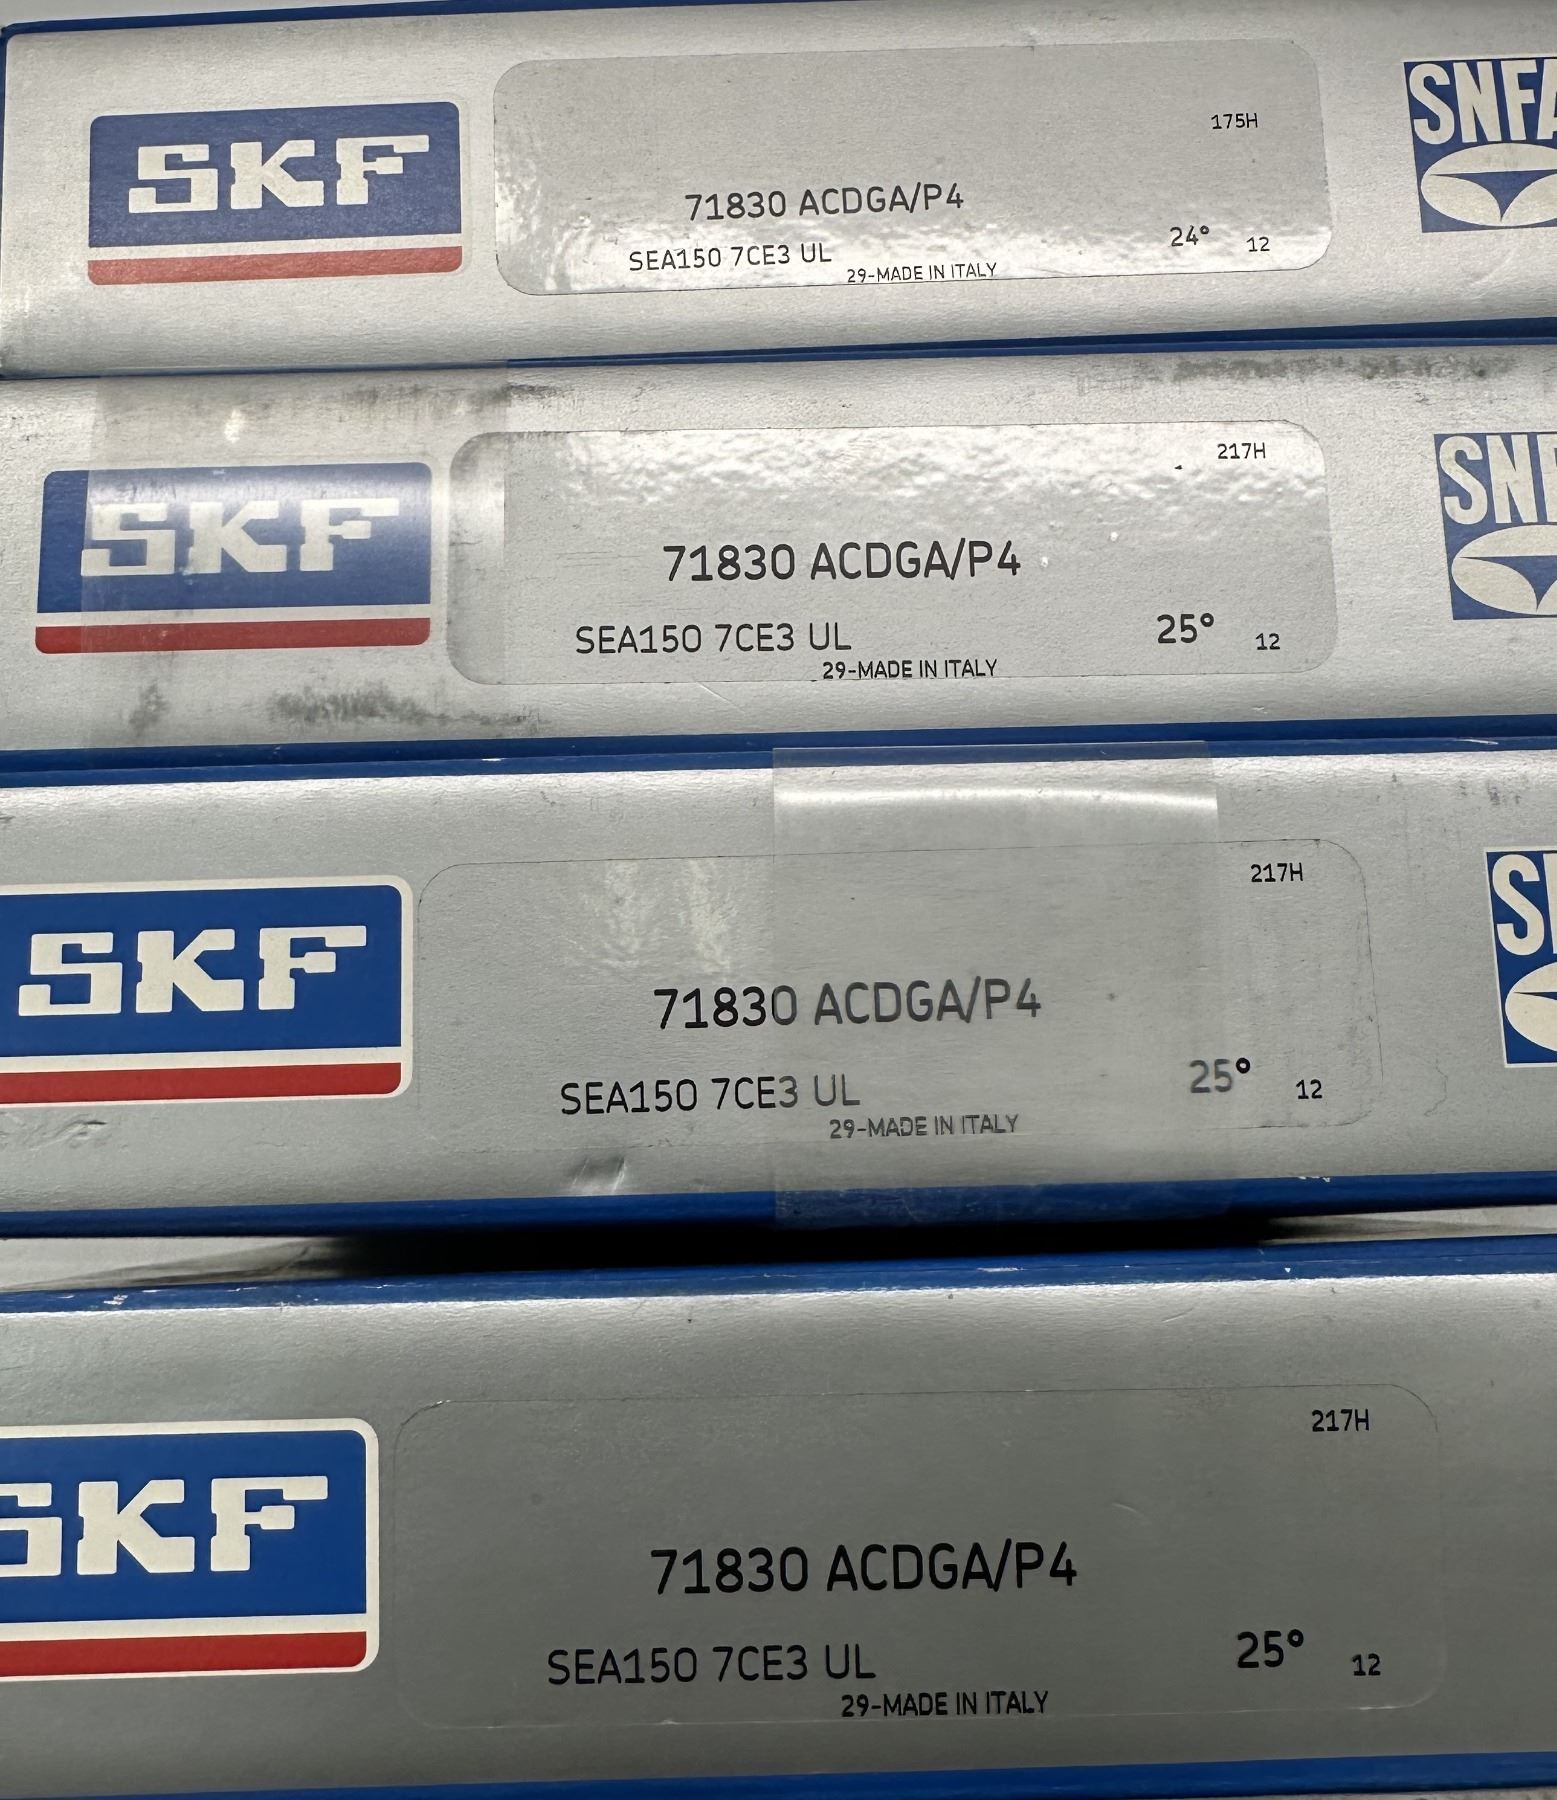 SKF
175H
SNFA
71830 ACDGA/P4
SEA150 7CE3 UL
24° 12
29-MADE IN ITALY
SKF
217H
SNF
71830 ACDGA/P4
SEA150 7CE3 UL
25° 12
29-MADE IN ITALY
SKF
217H
S
71830 ACDGA/P4
SEA150 7CE3 UL
25° 12
29-MADE IN ITALY
SKF
217H
71830 ACDGA/P4
SEA150 7CE3 UL
25° 12
29-MADE IN ITALY